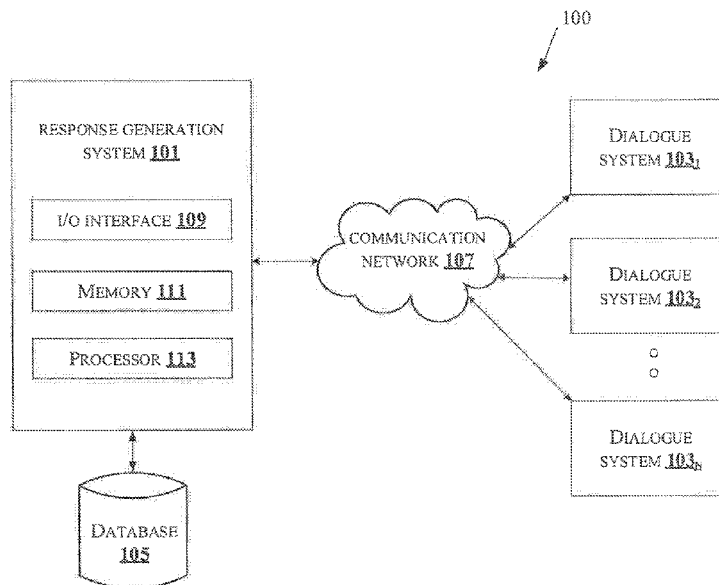 100
RESPONSE GENERATION
SYSTEM 101
I/O INTERFACE 109
MEMORY 111
PROCESSOR 113
DATABASE
105
COMMUNICATION
NETWORK 107
DIALOGUE
SYSTEM 103₁
DIALOGUE
SYSTEM 103₂
DIALOGUE
SYSTEM 103ₙ